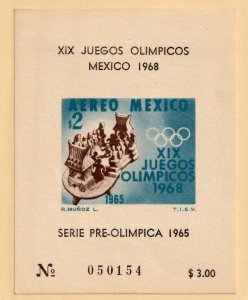 XIX JUEGOS OLIMPICOS
MEXICO 1968
AEREO MEXICO
$2
XIX
JUEGOS
OLIMPICOS
1968
1965
R.MUÑOZ L. T.I.E.V.
SERIE PRE-OLIMPICA 1965
No 050154 $ 3.00